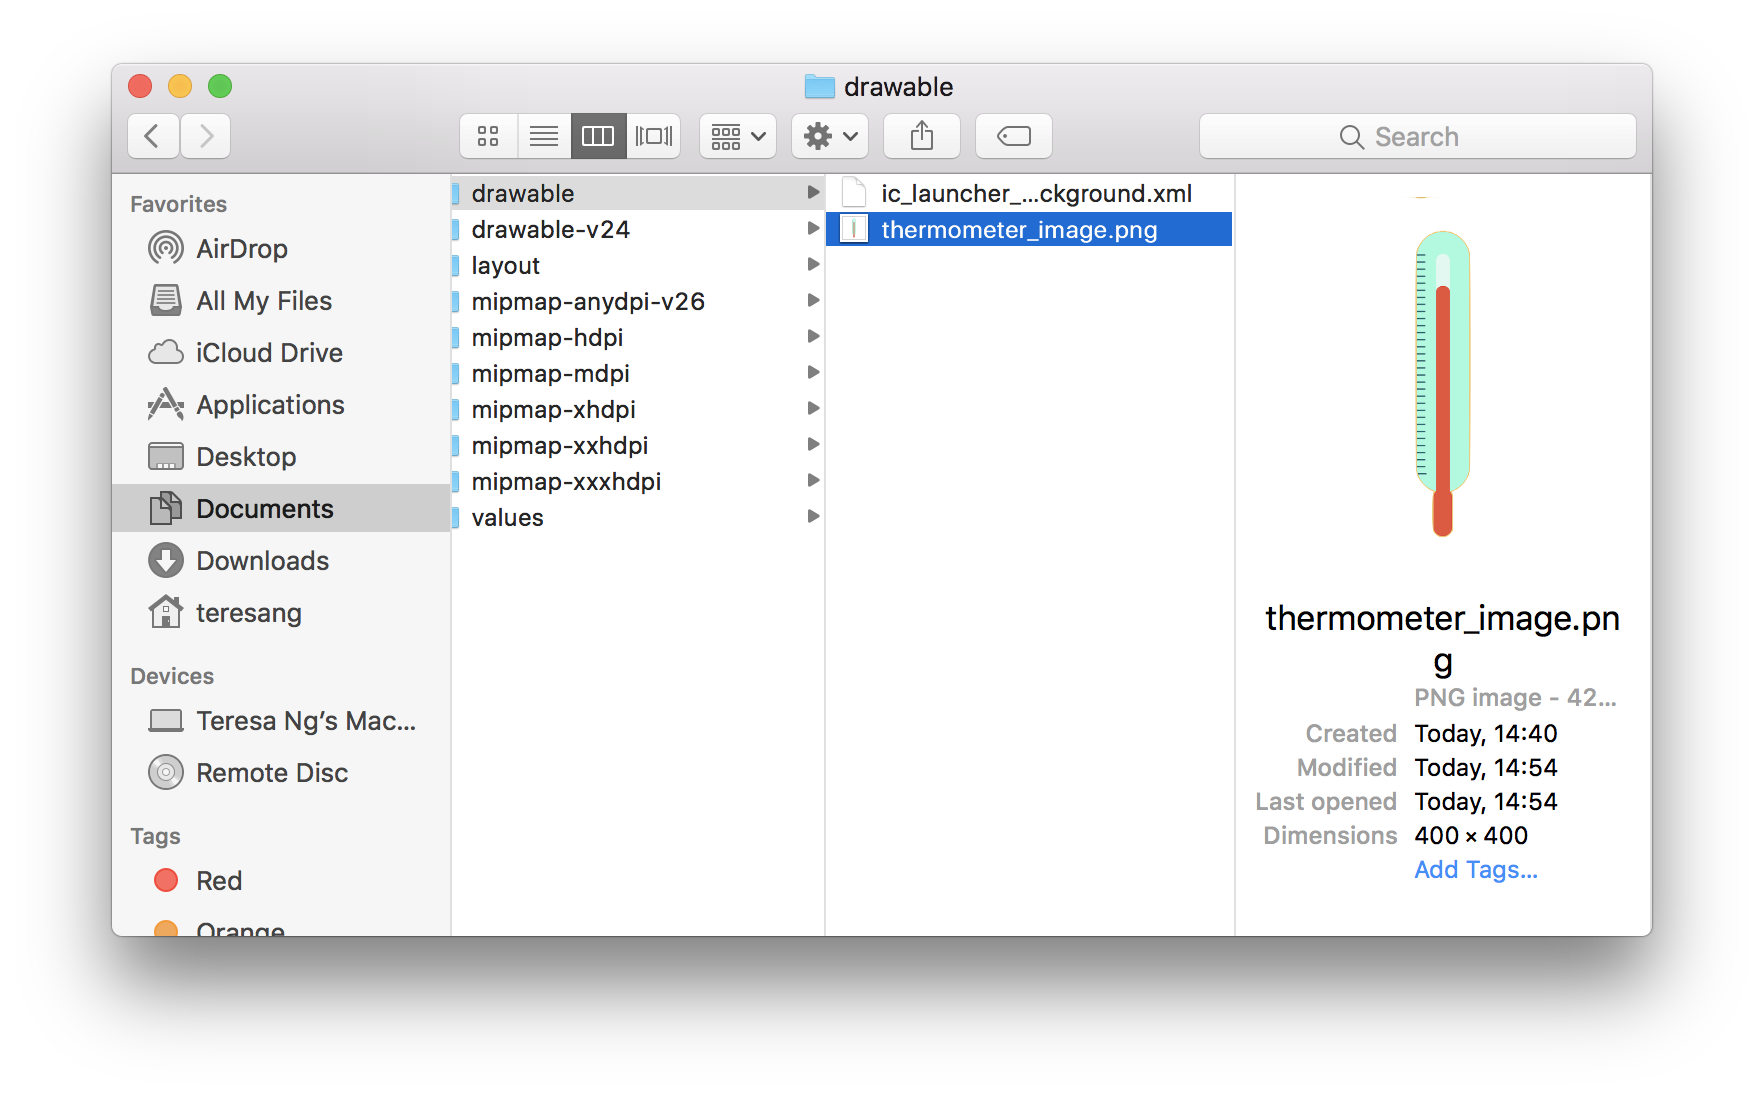 drawable
Search
Favorites
AirDrop
All My Files
iCloud Drive
Applications
Desktop
Documents
Downloads
teresang
Devices
Teresa Ng’s Mac...
Remote Disc
Tags
Red
Orange
drawable
drawable-v24
layout
mipmap-anydpi-v26
mipmap-hdpi
mipmap-mdpi
mipmap-xhdpi
mipmap-xxhdpi
mipmap-xxxhdpi
values
ic_launcher_...ckground.xml
thermometer_image.png
thermometer_image.pn
g
PNG image - 42...
Created Today, 14:40
Modified Today, 14:54
Last opened Today, 14:54
Dimensions 400 × 400
Add Tags...